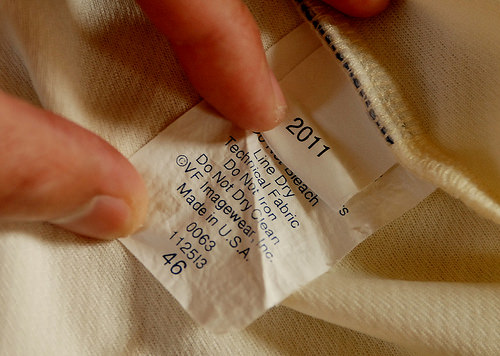 2011
Bleach
s
Line Dry
Technical Fabric
Do Not Iron
Do Not Dry Clean
©VF Imagewear, Inc.
Made in U.S.A.
0063
112513
46